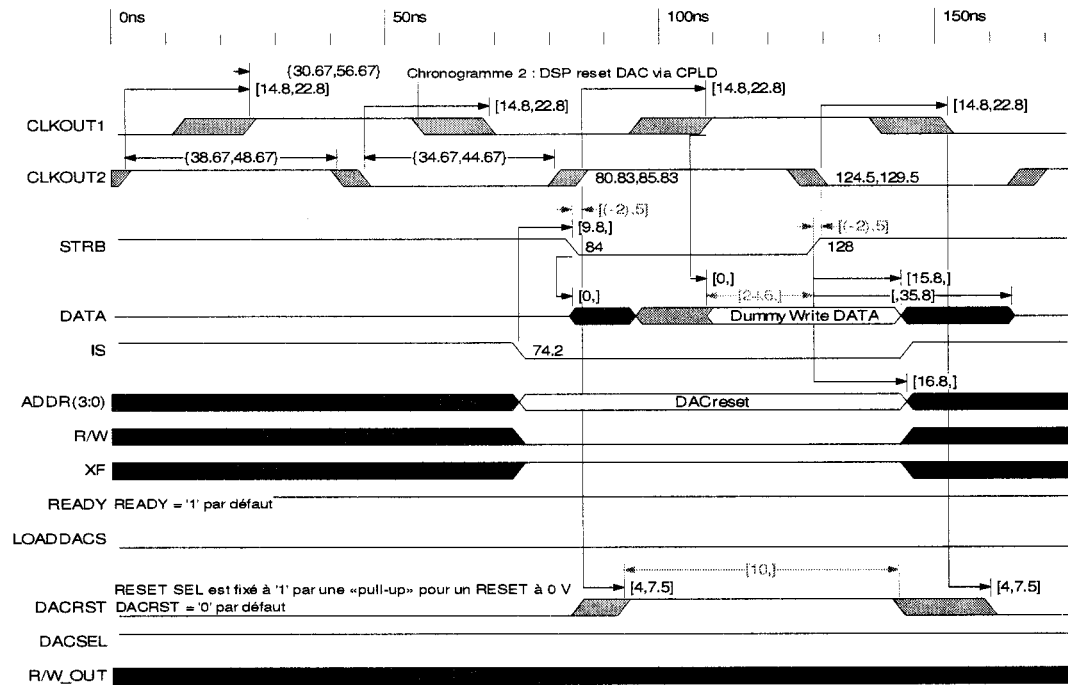 0ns 50ns 100ns 150ns
{30.67,56.67} Chronogramme 2 : DSP reset DAC via CPLD
[14.8,22.8] [14.8,22.8] [14.8,22.8] [14.8,22.8]
CLKOUT1
{38.67,48.67} {34.67,44.67}
CLKOUT2 80.83,85.83 124.5,129.5
[(-2),5] [(-2),5]
[9.8,]
STRB 84 128
[0,] [0,] [24.6,] [15.8,]
[,35.8]
DATA Dummy Write DATA
IS 74.2
[16.8,]
ADDR(3:0) DACreset
R/W
XF
READY READY = '1' par défaut
LOADDACS
[10,]
RESET SEL est fixé à '1' par une «pull-up» pour un RESET à 0 V [4,7.5] [4,7.5]
DACRST DACRST = '0' par défaut
DACSEL
R/W_OUT